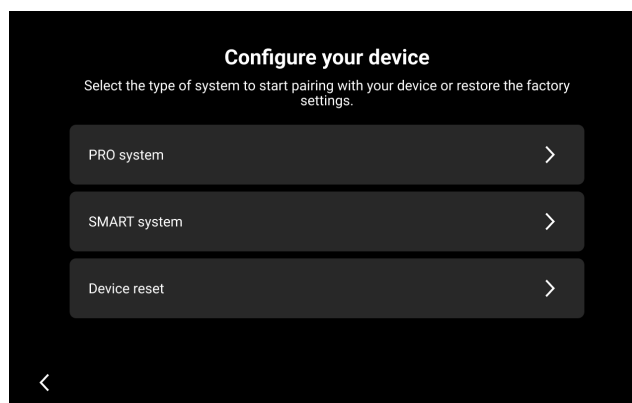 Configure your device
Select the type of system to start pairing with your device or restore the factory
settings.
PRO system
SMART system
Device reset